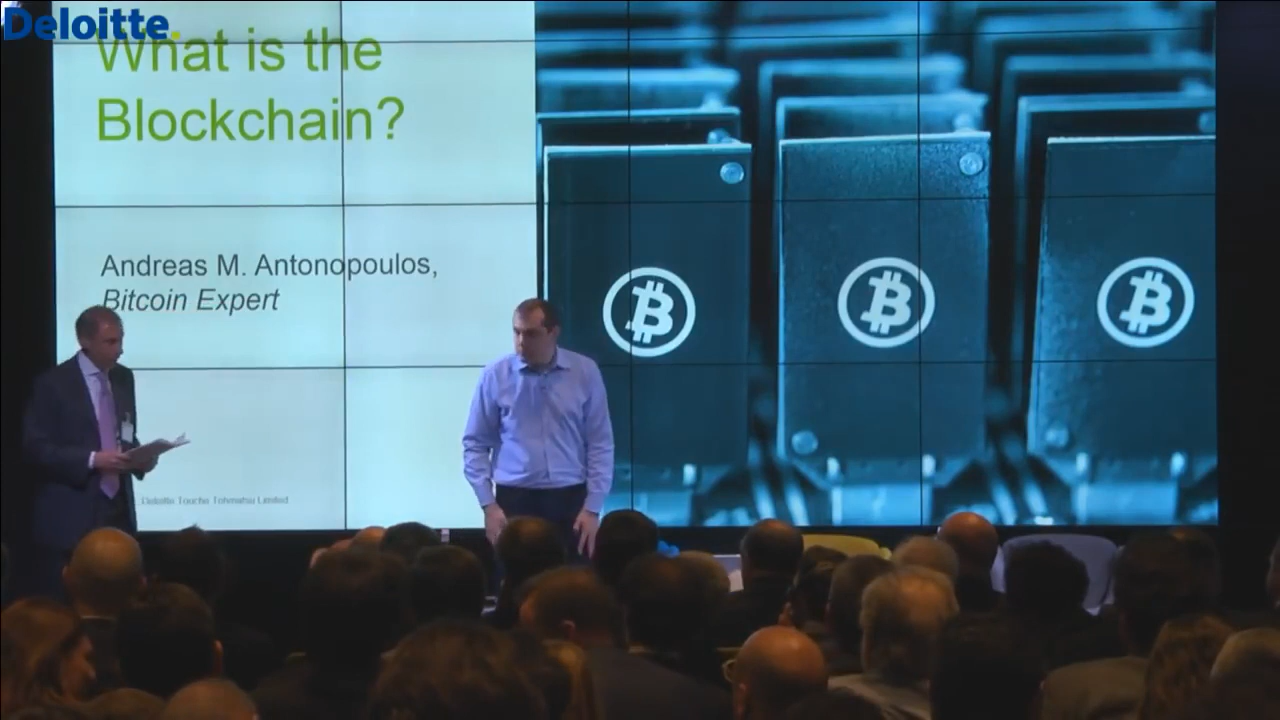 Deloitte.
What is the
Blockchain?
Andreas M. Antonopoulos,
Bitcoin Expert
Deloitte Touche Tohmatsu Limited